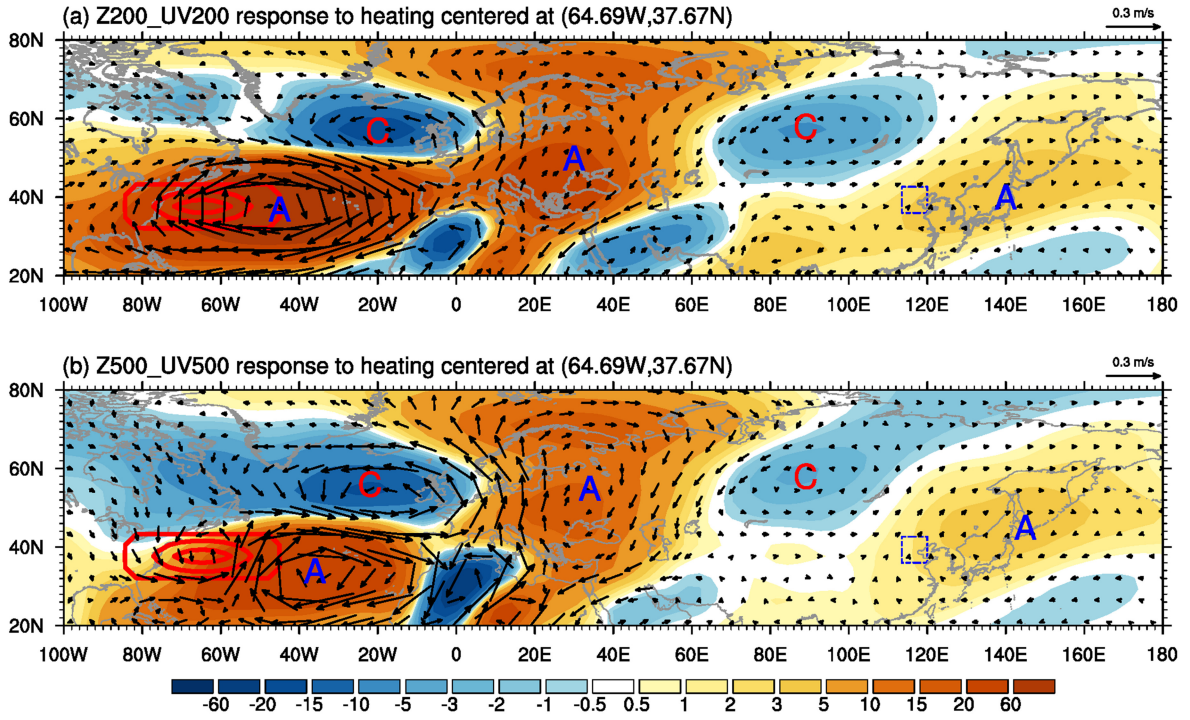 (a) Z200_UV200 response to heating centered at (64.69W,37.67N)
0.3 m/s
80N
60N
40N
20N
C
A
C
A
A
100W 80W 60W 40W 20W 0 20E 40E 60E 80E 100E 120E 140E 160E 180
(b) Z500_UV500 response to heating centered at (64.69W,37.67N)
0.3 m/s
80N
60N
40N
20N
C
A
C
A
A
100W 80W 60W 40W 20W 0 20E 40E 60E 80E 100E 120E 140E 160E 180
-60 -20 -15 -10 -5 -3 -2 -1 -0.5 0.5 1 2 3 5 10 15 20 60